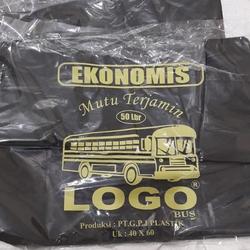 EKONOMIS
Mutu Terjamin
50 Lbr
LOGO®
BUS
Produksi : PT.G.P.J PLASTIK
Uk : 40 X 60